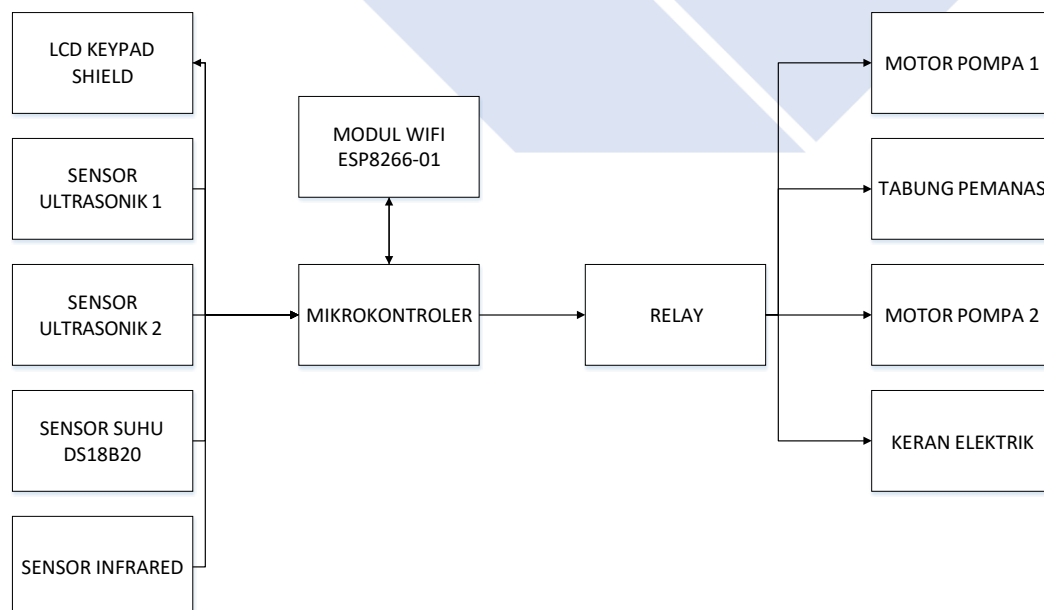 LCD KEYPAD
SHIELD
SENSOR
ULTRASONIK 1
SENSOR
ULTRASONIK 2
SENSOR SUHU
DS18B20
SENSOR INFRARED
MODUL WIFI
ESP8266-01
MIKROKONTROLER
RELAY
MOTOR POMPA 1
TABUNG PEMANAS
MOTOR POMPA 2
KERAN ELEKTRIK